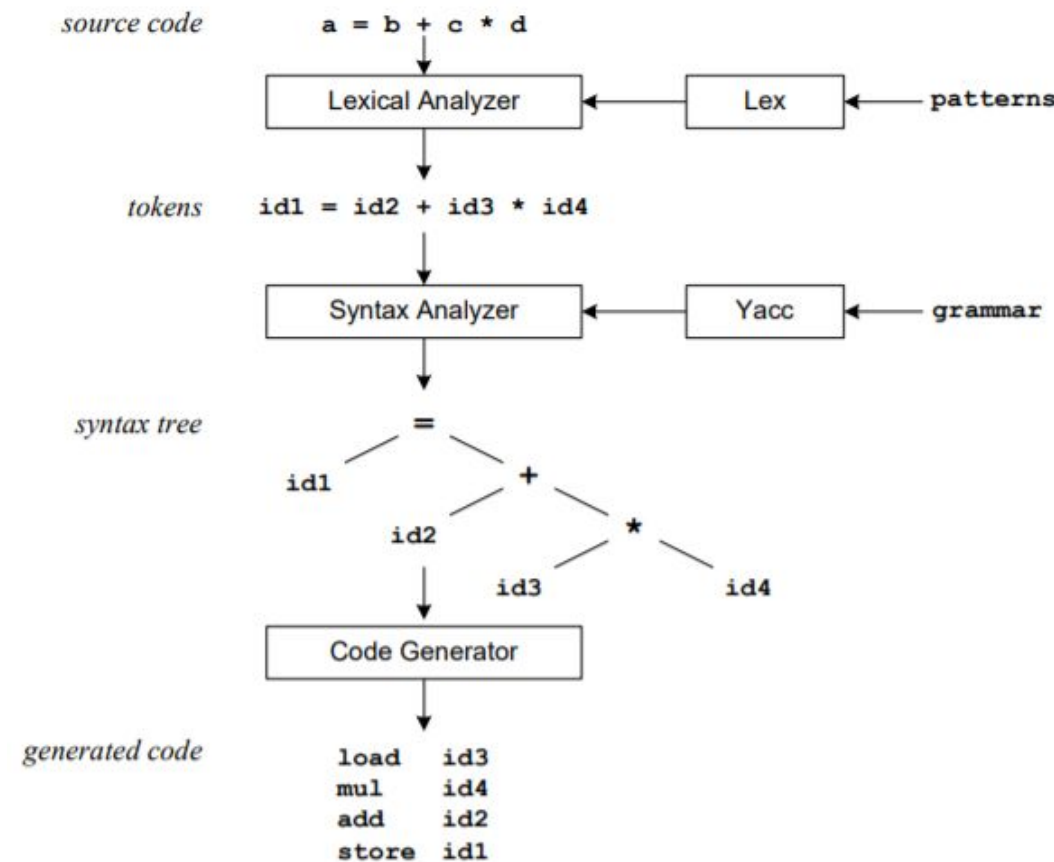 source code a = b + c * d
Lexical Analyzer Lex patterns
tokens id1 = id2 + id3 * id4
Syntax Analyzer Yacc grammar
syntax tree =
id1 +
id2 *
id3 id4
Code Generator
generated code
load id3
mul id4
add id2
store id1